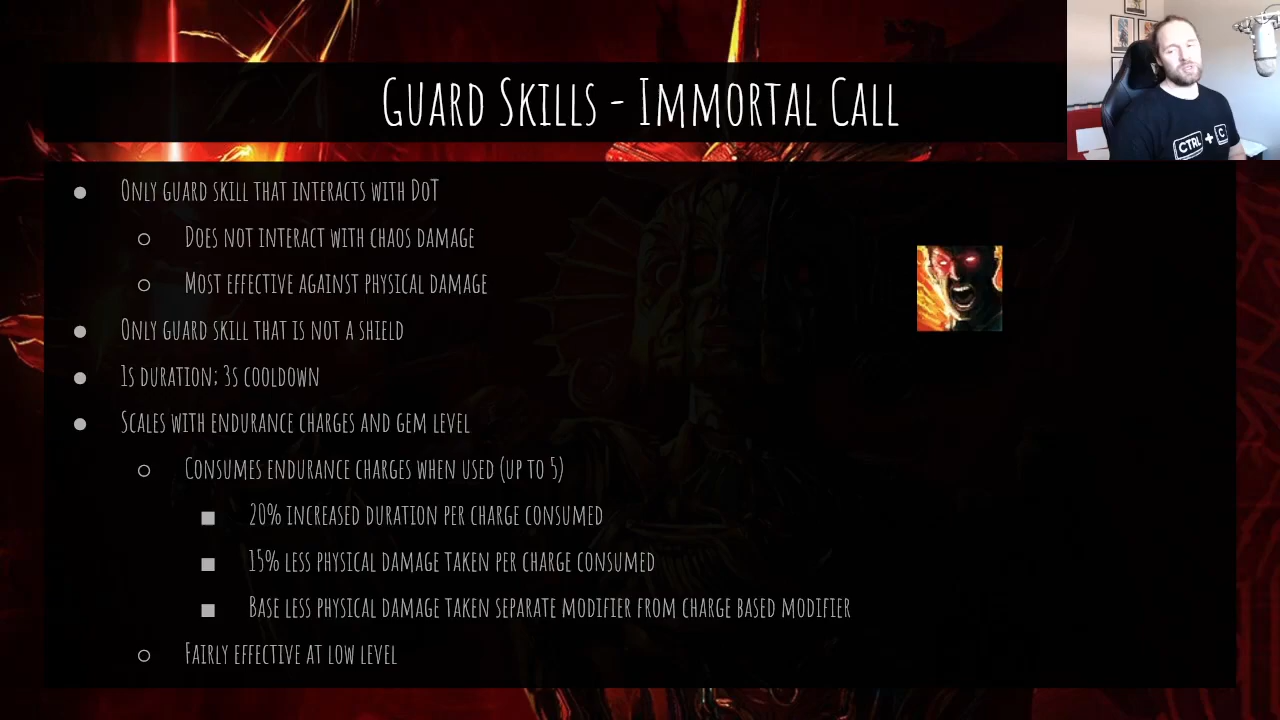 Guard Skills - Immortal Call
Only guard skill that interacts with DoT
Does not interact with chaos damage
Most effective against physical damage
Only guard skill that is not a shield
1s duration; 3s cooldown
Scales with endurance charges and gem level
Consumes endurance charges when used (up to 5)
20% increased duration per charge consumed
15% less physical damage taken per charge consumed
Base less physical damage taken separate modifier from charge based modifier
Fairly effective at low level
CTRL + C